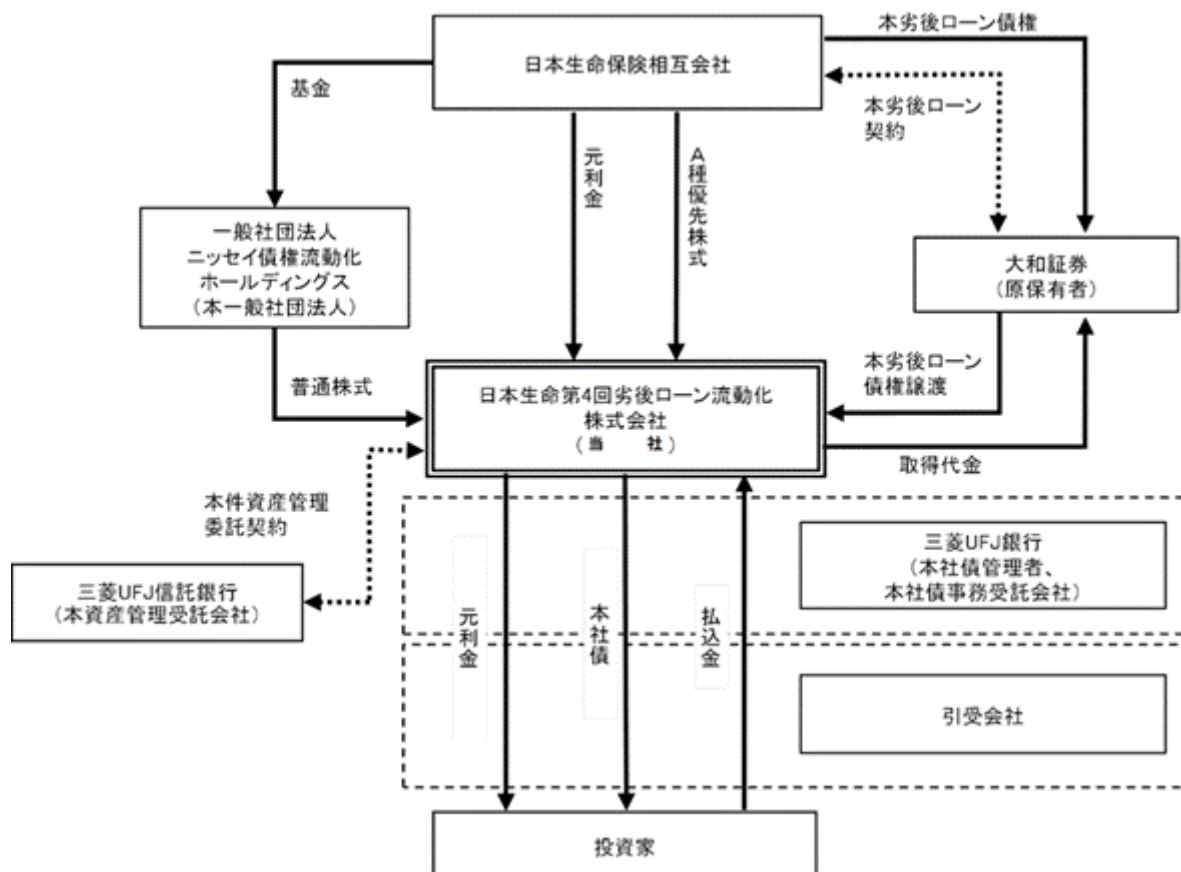 本劣後ローン債権
日本生命保険相互会社
基金
本劣後ローン
契約
元利金
A種優先株式
一般社団法人
ニッセイ債権流動化
ホールディングス
(本一般社団法人)
大和証券
(原保有者)
普通株式
本劣後ローン
債権譲渡
日本生命第4回劣後ローン流動化
株式会社
(当 社)
取得代金
本件資産管理
委託契約
三菱UFJ銀行
(本社債管理者、
本社債事務受託会社)
三菱UFJ信託銀行
(本資産管理受託会社)
元利金
本社債
払込金
引受会社
投資家